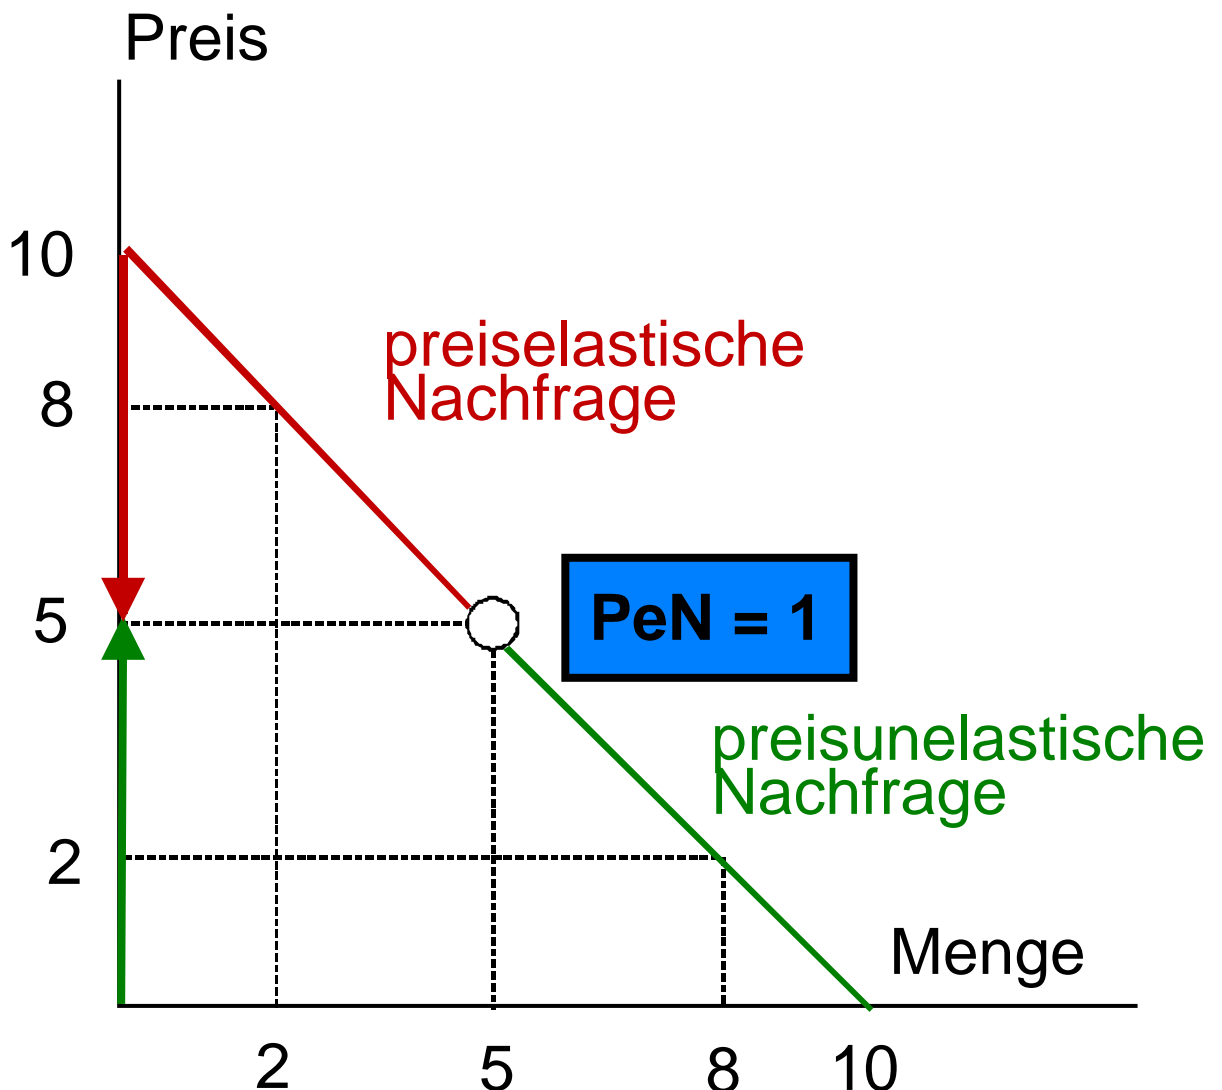 Preis
10
preiselastische
Nachfrage
8
5
PeN = 1
preisunelastische
Nachfrage
2
Menge
2 5 8 10